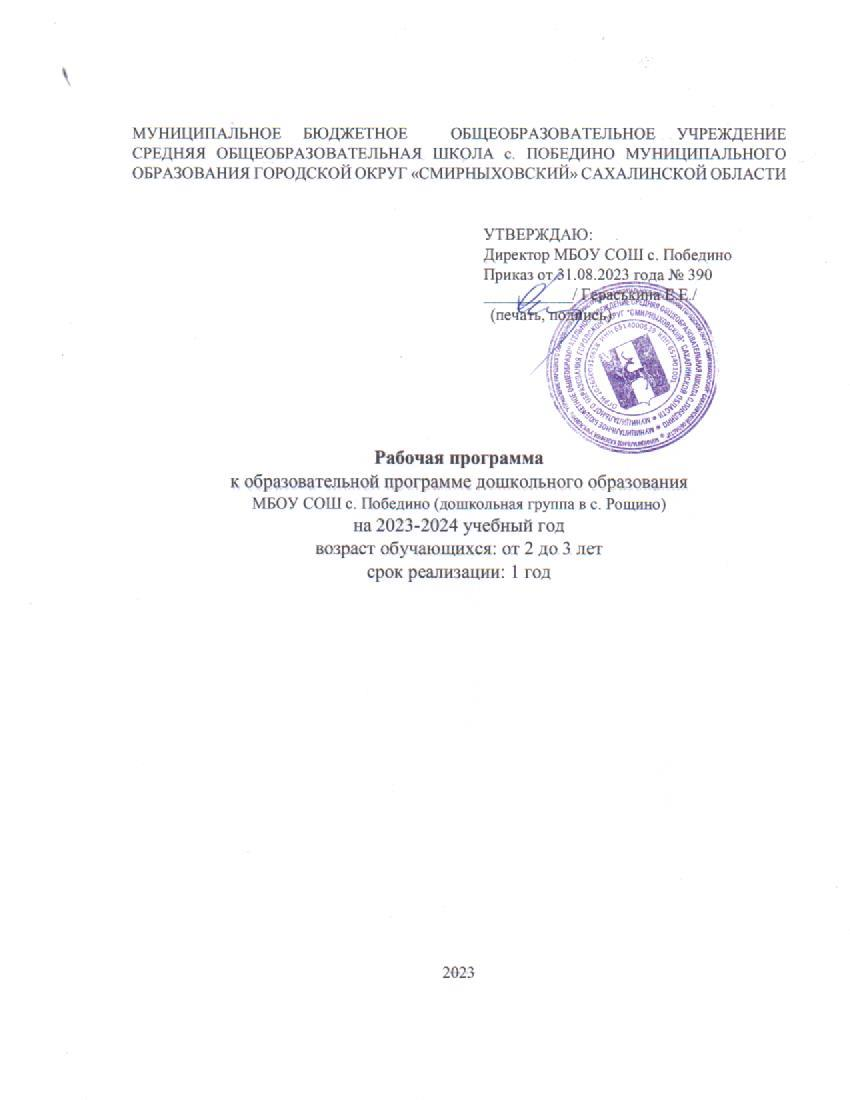 МУНИЦИПАЛЬНОЕ БЮДЖЕТНОЕ ОБЩЕОБРАЗОВАТЕЛЬНОЕ УЧРЕЖДЕНИЕ
СРЕДНЯЯ ОБЩЕОБРАЗОВАТЕЛЬНАЯ ШКОЛА с. ПОБЕДИНО МУНИЦИПАЛЬНОГО
ОБРАЗОВАНИЯ ГОРОДСКОЙ ОКРУГ «СМИРНЫХОВСКИЙ» САХАЛИНСКОЙ ОБЛАСТИ
УТВЕРЖДАЮ:
Директор МБОУ СОШ с. Победино
Приказ от 31.08.2023 года № 390
___________/ Гераськина Е.Е./
(печать, подпись)
Рабочая программа
к образовательной программе дошкольного образования
МБОУ СОШ с. Победино (дошкольная группа в с. Рощино)
на 2023-2024 учебный год
возраст обучающихся: от 2 до 3 лет
срок реализации: 1 год
2023